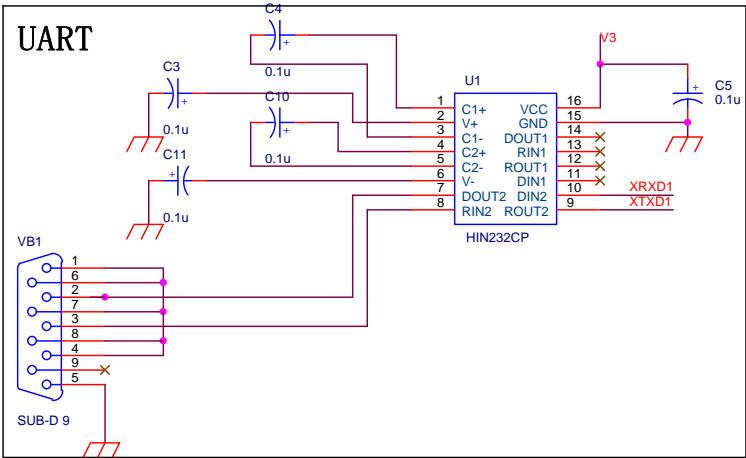 UART
C4
+
0.1u
C3
+
0.1u
C10
+
0.1u
C11
+
0.1u
V3
C5
+
0.1u
U1
1 C1+ VCC 16
2 V+ GND 15
3 C1- DOUT1 14
4 C2+ RIN1 13
5 C2- ROUT1 12
6 V- DIN1 11
7 DOUT2 DIN2 10 XRXD1
8 RIN2 ROUT2 9 XTXD1
HIN232CP
VB1
1
6
2
7
3
8
4
9
5
SUB-D 9